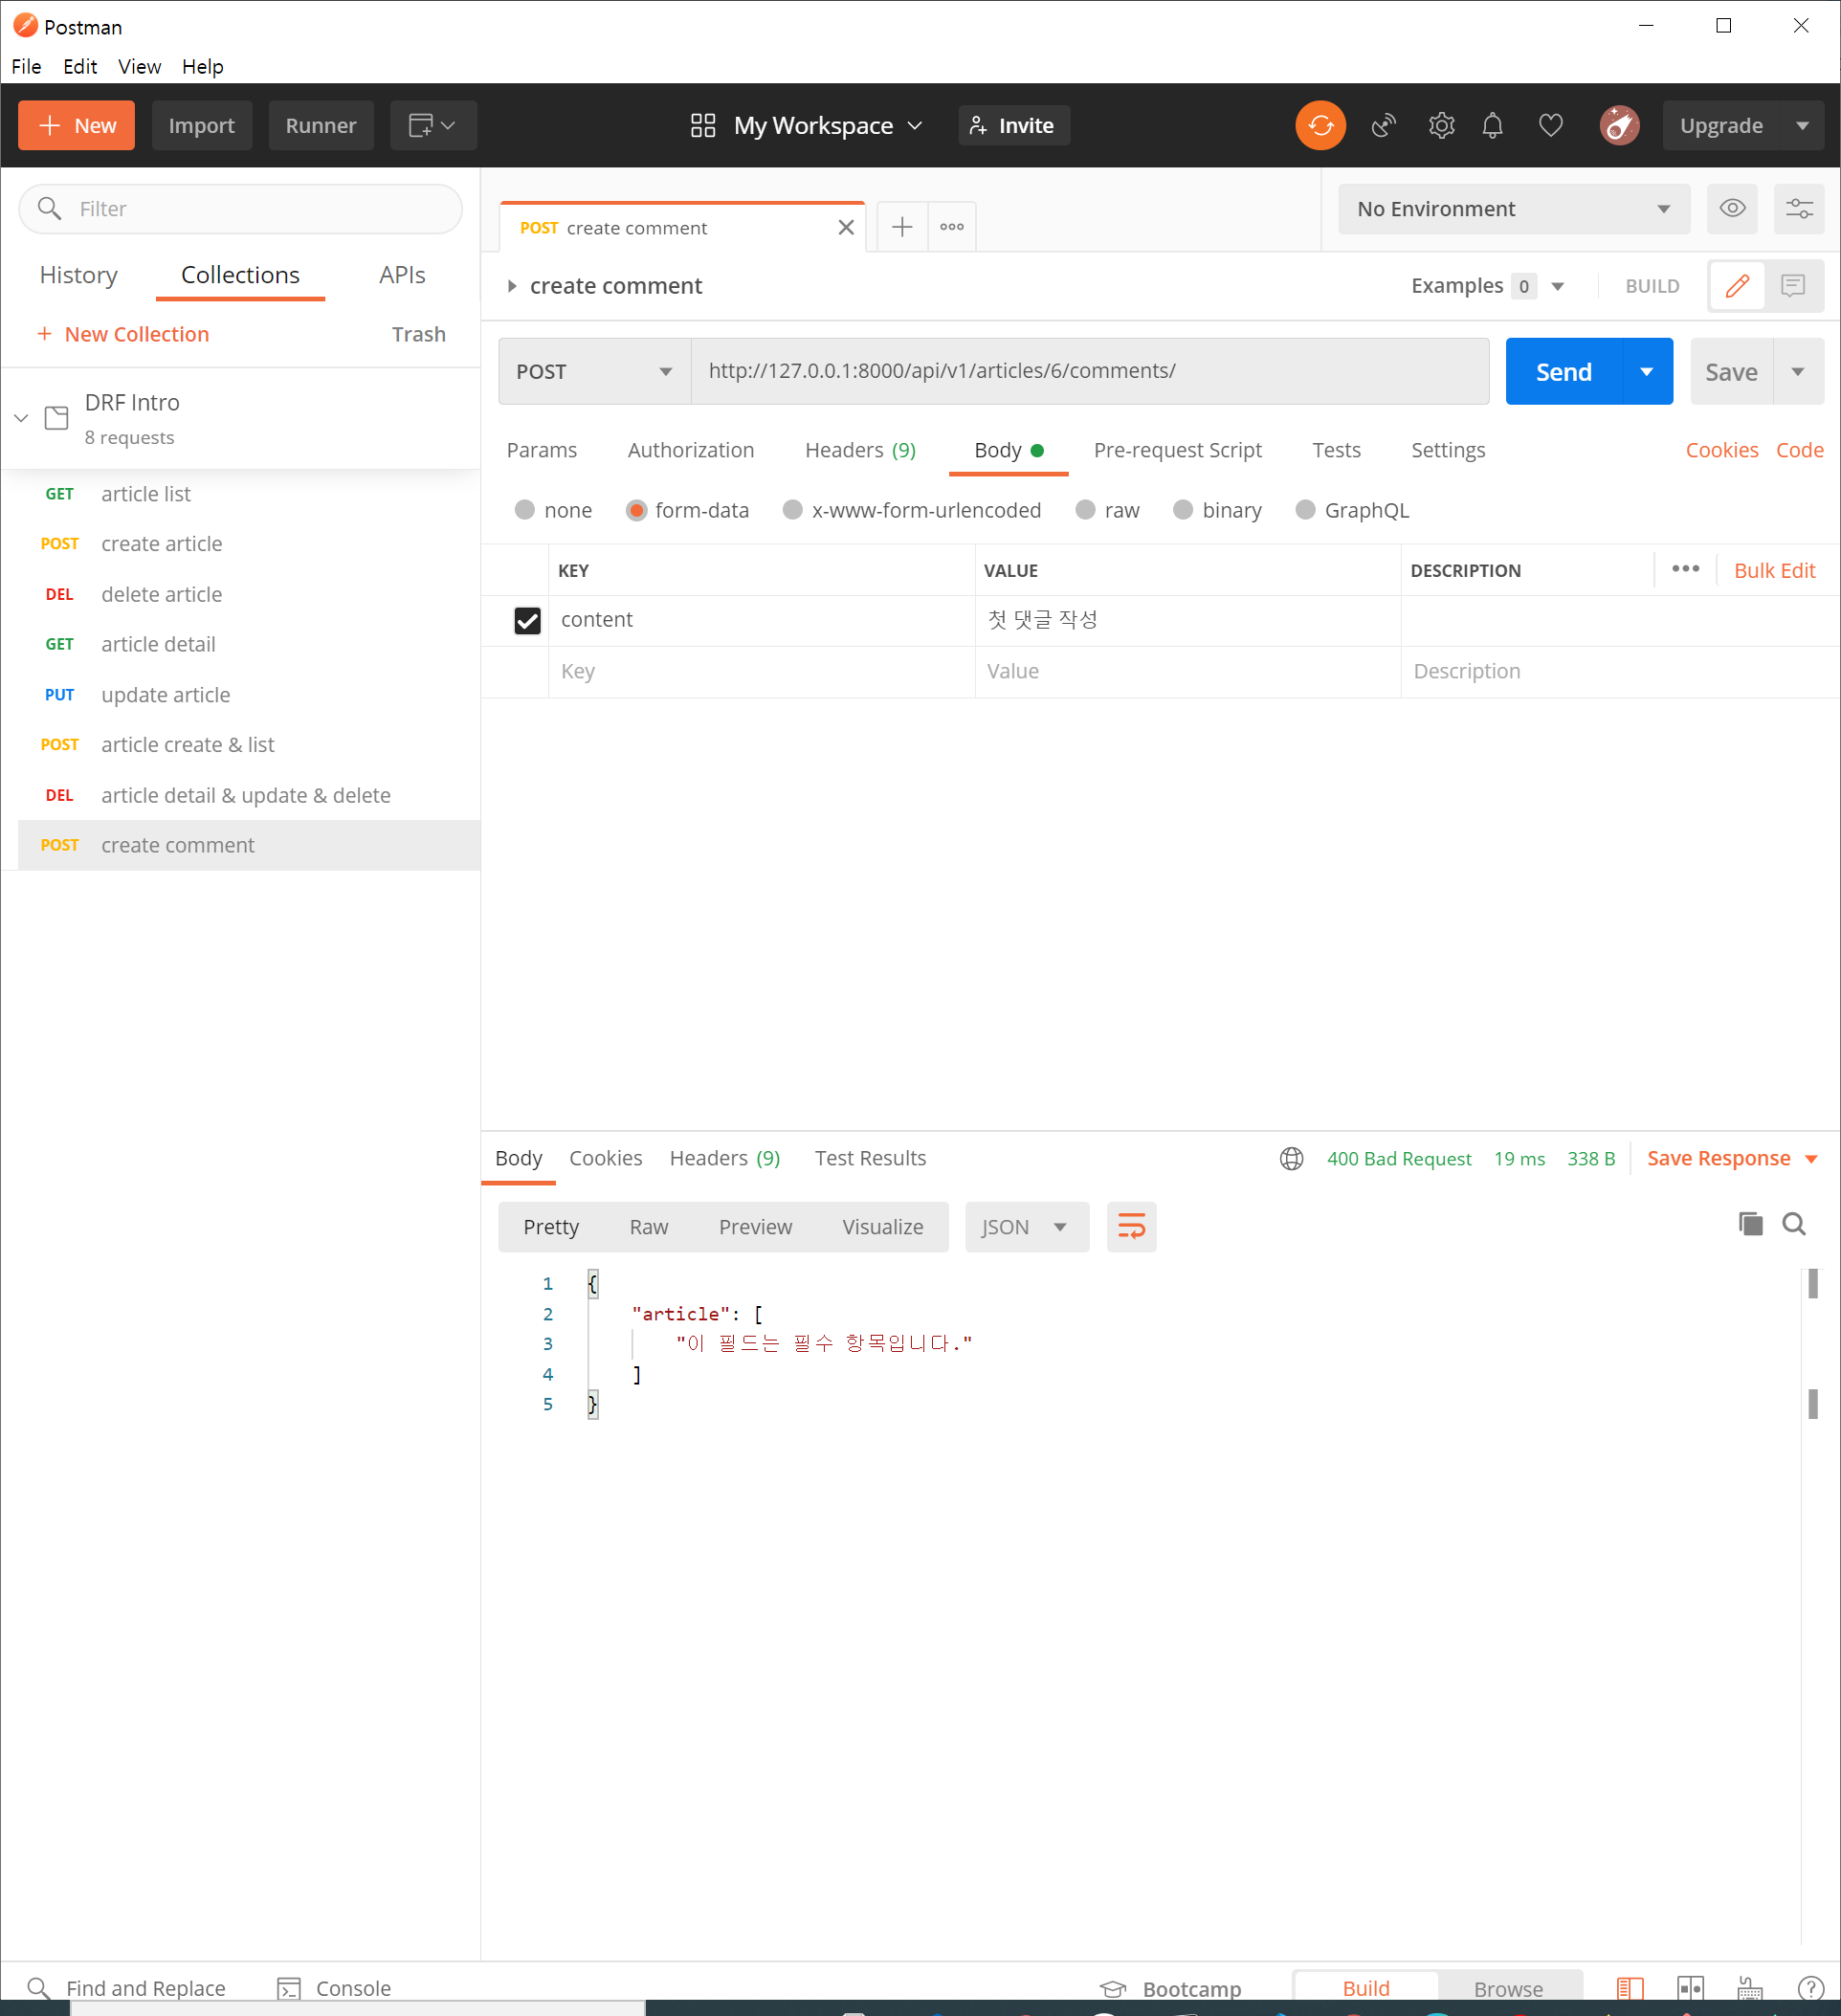 Postman
File Edit View Help
New Import Runner My Workspace Invite Upgrade
Filter
History Collections APIs
+ New Collection Trash
DRF Intro
8 requests
GET article list
POST create article
DEL delete article
GET article detail
PUT update article
POST article create & list
DEL article detail & update & delete
POST create comment
POST create comment
No Environment
create comment
Examples 0 BUILD
POST http://127.0.0.1:8000/api/v1/articles/6/comments/ Send Save
Params Authorization Headers (9) Body Pre-request Script Tests Settings Cookies Code
none form-data x-www-form-urlencoded raw binary GraphQL
KEY VALUE DESCRIPTION Bulk Edit
content 첫 댓글 작성
Key Value Description
Body Cookies Headers (9) Test Results 400 Bad Request 19 ms 338 B Save Response
Pretty Raw Preview Visualize JSON
1 {
2 "article": [
3 "이 필드는 필수 항목입니다."
4 ]
5 }
Find and Replace Console Bootcamp Build Browse